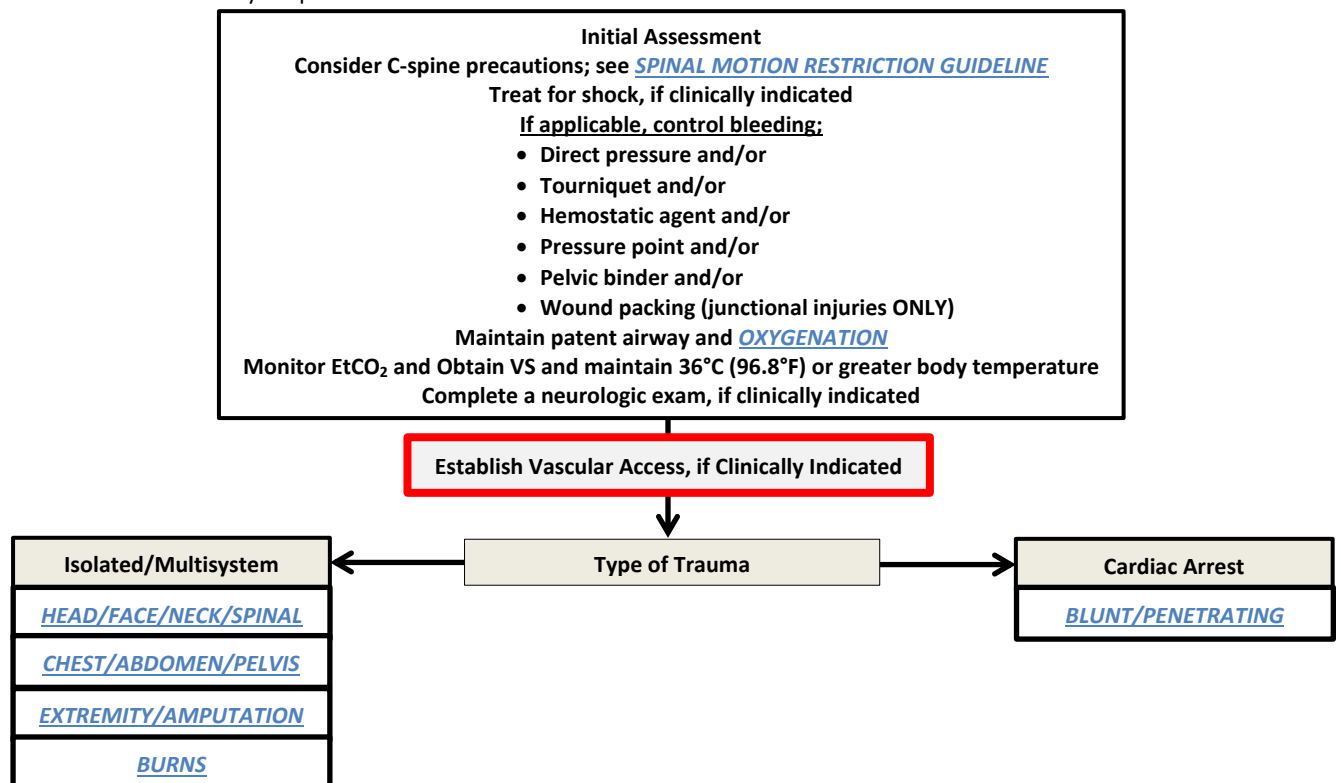 Initial Assessment
Consider C-spine precautions; see SPINAL MOTION RESTRICTION GUIDELINE
Treat for shock, if clinically indicated
If applicable, control bleeding;
• Direct pressure and/or
• Tourniquet and/or
• Hemostatic agent and/or
• Pressure point and/or
• Pelvic binder and/or
• Wound packing (junctional injuries ONLY)
Maintain patent airway and OXYGENATION
Monitor EtCO₂ and Obtain VS and maintain 36°C (96.8°F) or greater body temperature
Complete a neurologic exam, if clinically indicated
Establish Vascular Access, if Clinically Indicated
Type of Trauma
Isolated/Multisystem
HEAD/FACE/NECK/SPINAL
CHEST/ABDOMEN/PELVIS
EXTREMITY/AMPUTATION
BURNS
Cardiac Arrest
BLUNT/PENETRATING